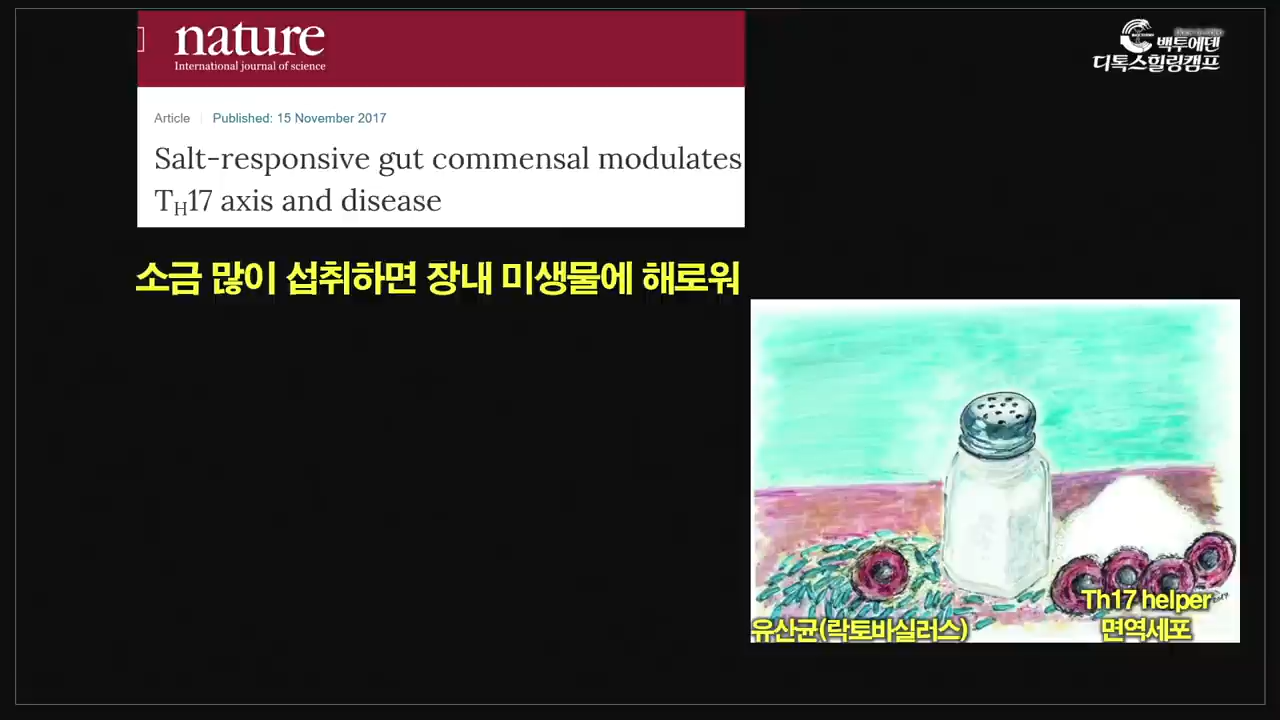 nature
International journal of science
백투에덴
디톡스힐링캠프
Article
Published: 15 November 2017
Salt-responsive gut commensal modulates
TH17 axis and disease
소금 많이 섭취하면 장내 미생물에 해로워
Th17 helper
면역세포
유산균(락토바실러스)